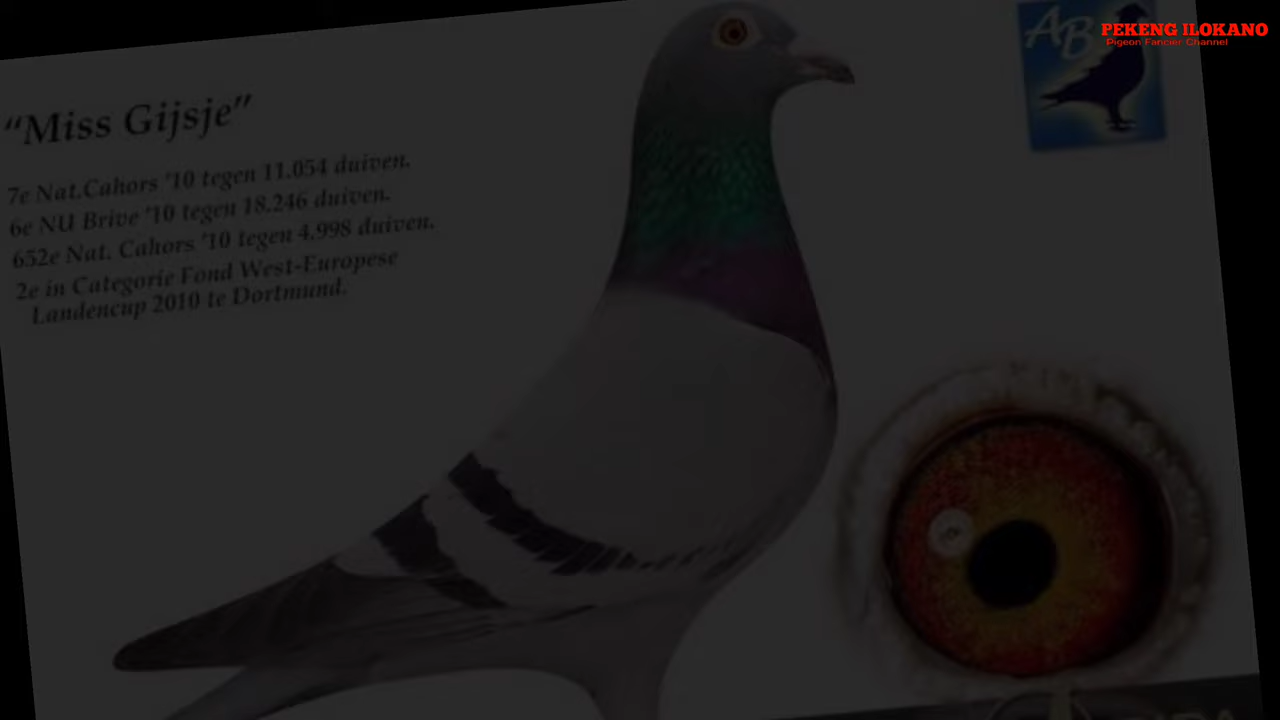 AB
PEKENG ILOKANO
Pigeon Fancier Channel
“Miss Gijsje”
7e Nat.Cahors '10 tegen 11.054 duiven.
6e NU Brive '10 tegen 18.246 duiven.
652e Nat. Cahors '10 tegen 4.998 duiven.
2e in Categorie Fond West-Europese
Landencup 2010 te Dortmund.